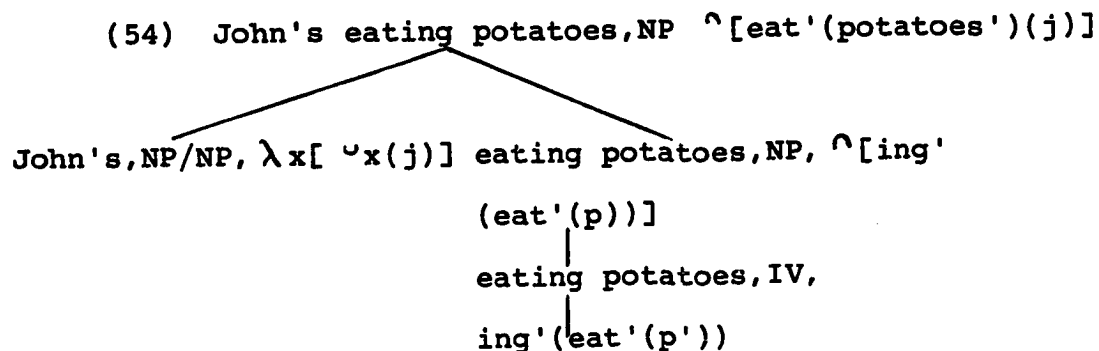 (54) John's eating potatoes,NP ᐢ[eat'(potatoes')(j)]
John's,NP/NP, λx[ ᵕx(j)] eating potatoes,NP, ᐢ[ing'
(eat'(p))]
eating potatoes,IV,
ing'(eat'(p'))